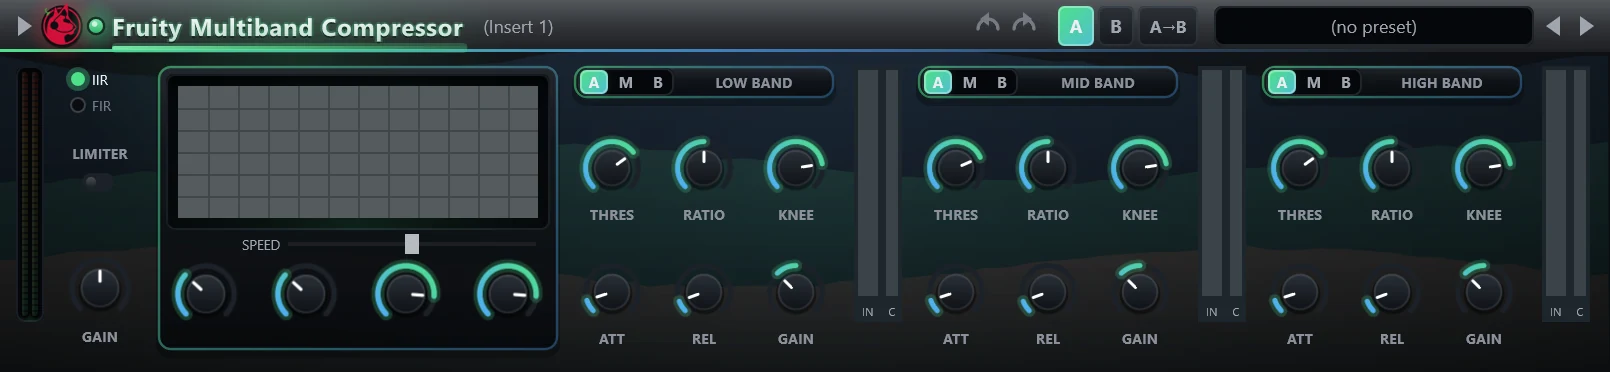 Fruity Multiband Compressor (Insert 1) A B A→B (no preset)
IIR
FIR
LIMITER
GAIN
SPEED
A M B LOW BAND
THRES RATIO KNEE
ATT REL GAIN
IN C
A M B MID BAND
THRES RATIO KNEE
ATT REL GAIN
IN C
A M B HIGH BAND
THRES RATIO KNEE
ATT REL GAIN
IN C